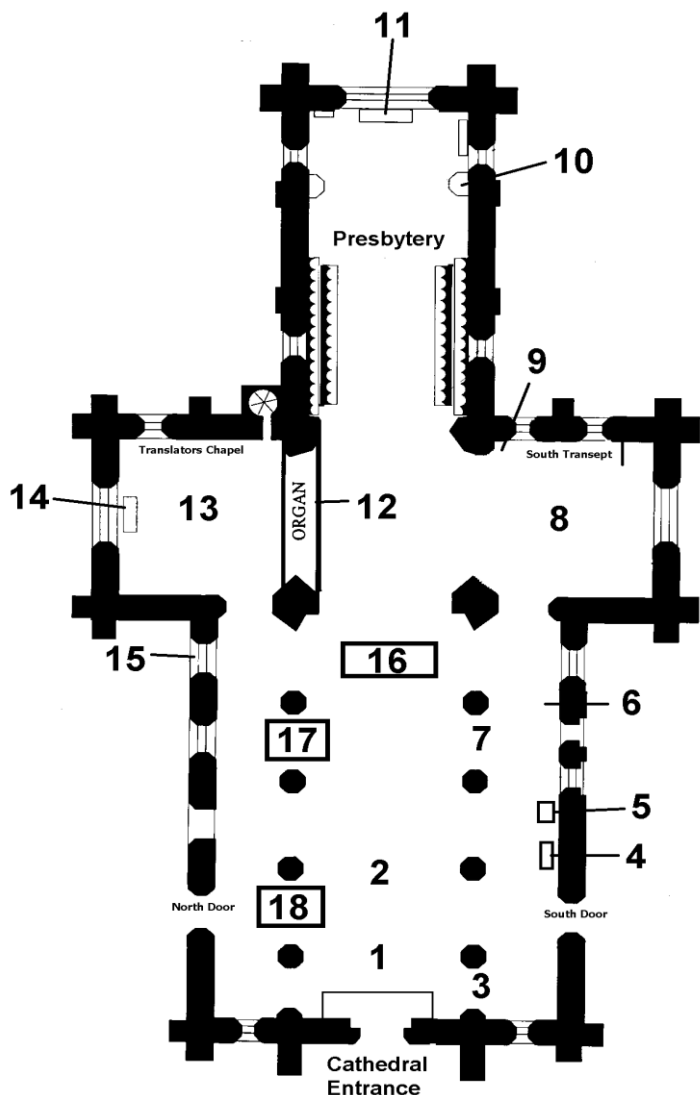 11
10
Presbytery
9
Translators Chapel
South Transept
14
13
ORGAN
12
8
15
16
6
17
7
5
4
2
North Door
18
South Door
1
3
Cathedral
Entrance